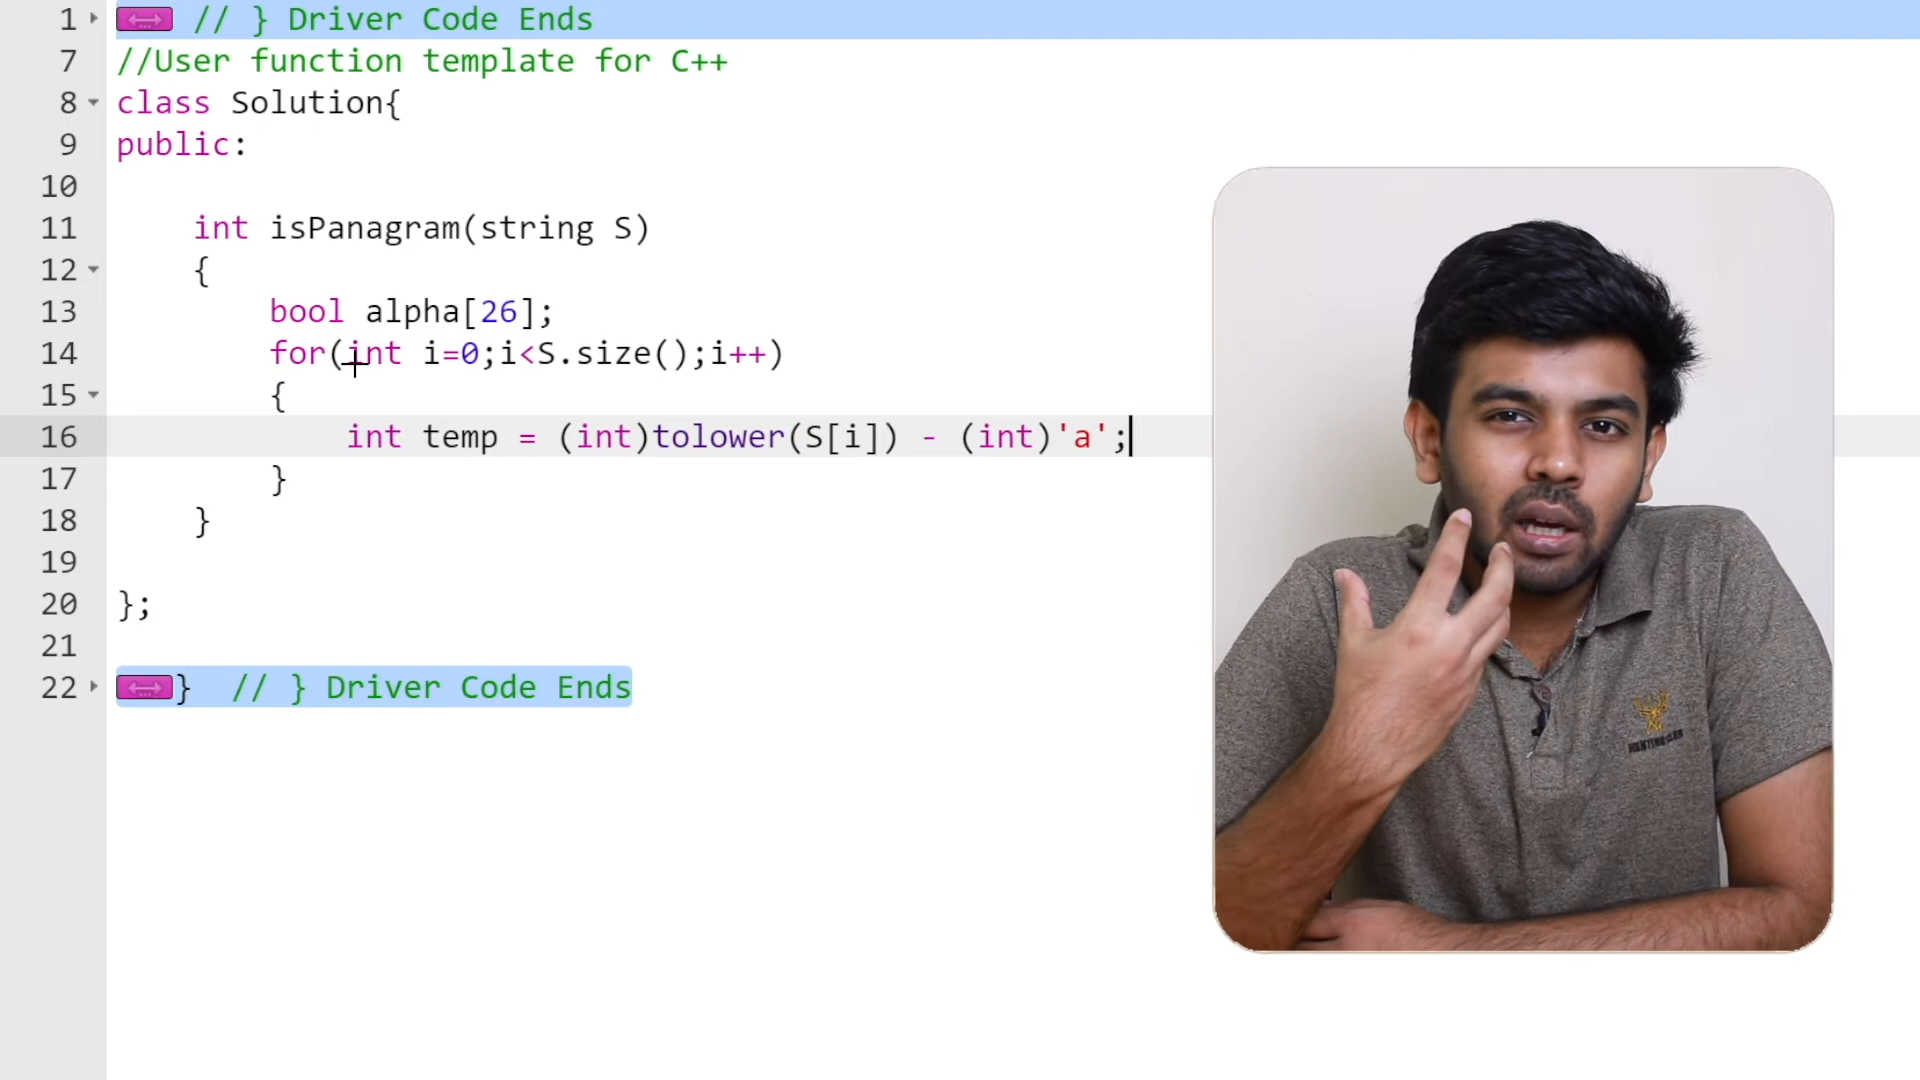 1 // } Driver Code Ends
7 //User function template for C++
8 class Solution{
9 public:
10
11 int isPanagram(string S)
12 {
13 bool alpha[26];
14 for(int i=0;i<S.size();i++)
15 {
16 int temp = (int)tolower(S[i]) - (int)'a';
17 }
18 }
19
20 };
21
22 } // } Driver Code Ends